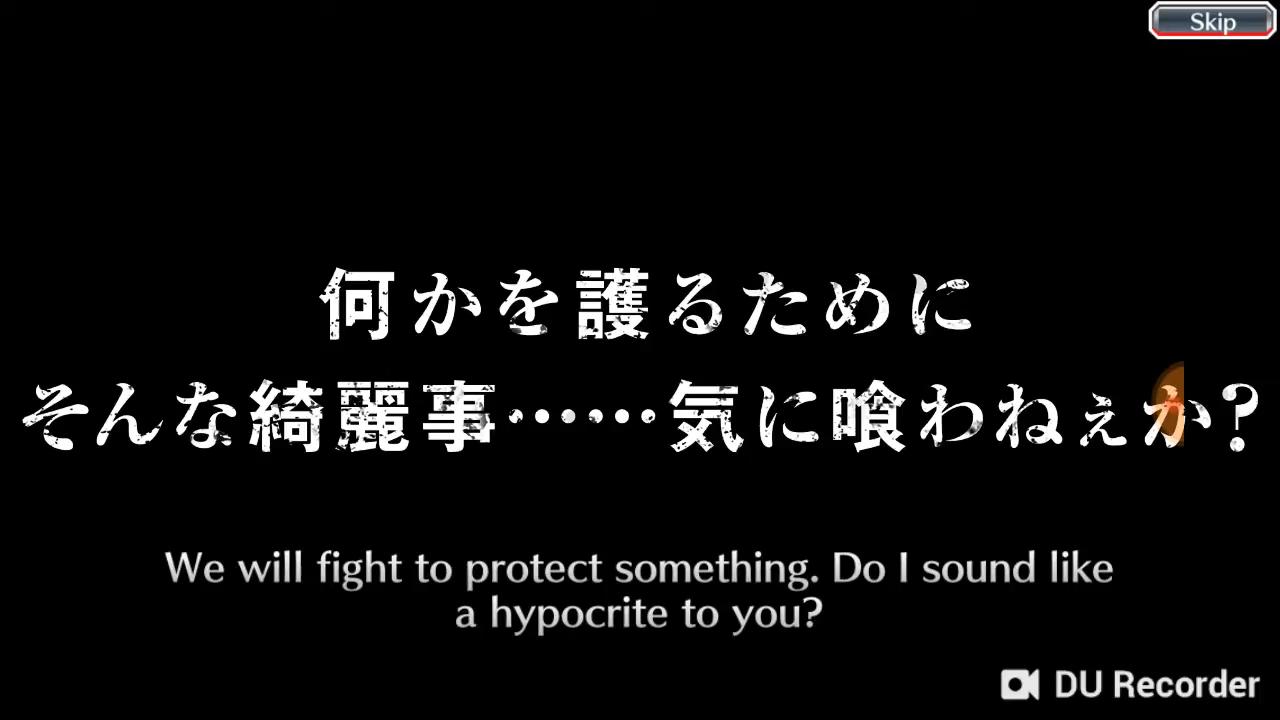 Skip
何かを護るために
そんな綺麗事……気に喰わねぇか?
We will fight to protect something. Do I sound like
a hypocrite to you?
DU Recorder